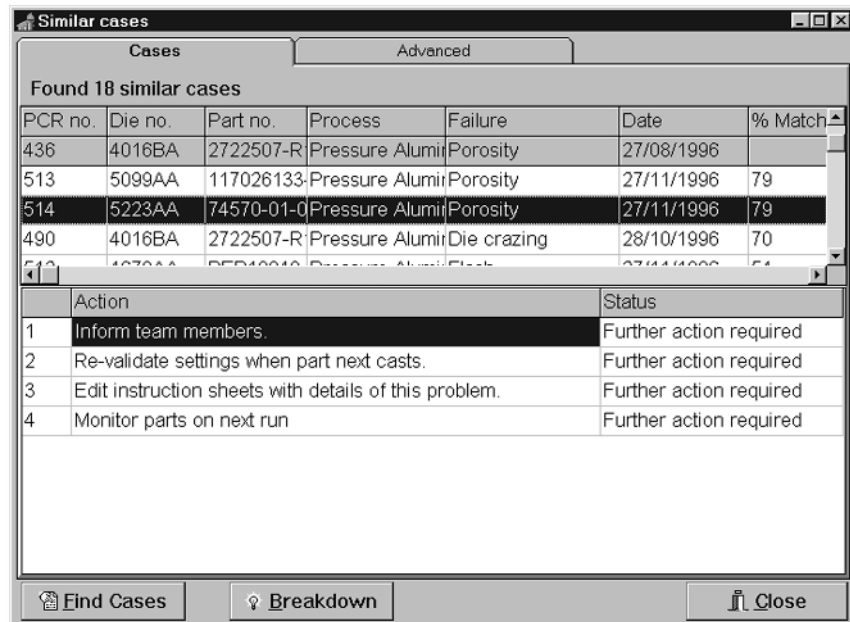 Similar cases
Cases Advanced
Found 18 similar cases
PCR no. Die no. Part no. Process Failure Date % Match
436 4016BA 2722507-R Pressure Alumi Porosity 27/08/1996
513 5099AA 117026133- Pressure Alumi Porosity 27/11/1996 79
514 5223AA 74570-01-0 Pressure Alumi Porosity 27/11/1996 79
490 4016BA 2722507-R Pressure Alumi Die crazing 28/10/1996 70
Action Status
1 Inform team members. Further action required
2 Re-validate settings when part next casts. Further action required
3 Edit instruction sheets with details of this problem. Further action required
4 Monitor parts on next run Further action required
Find Cases Breakdown Close